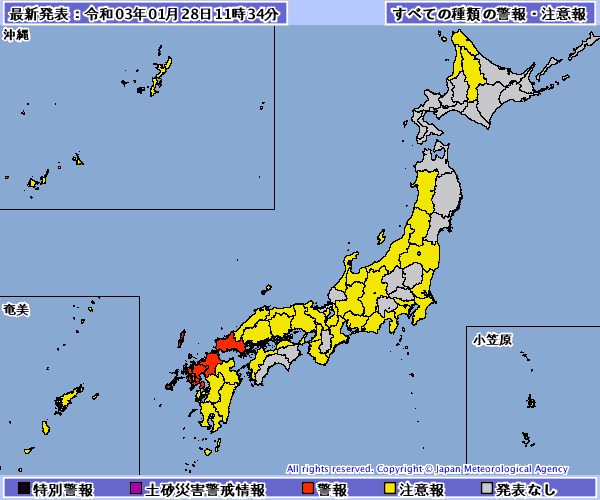 最新発表：令和03年01月28日11時34分
すべての種類の警報・注意報
沖縄
奄美
小笠原
All rights reserved. Copyright © Japan Meteorological Agency
特別警報
土砂災害警戒情報
警報
注意報
発表なし